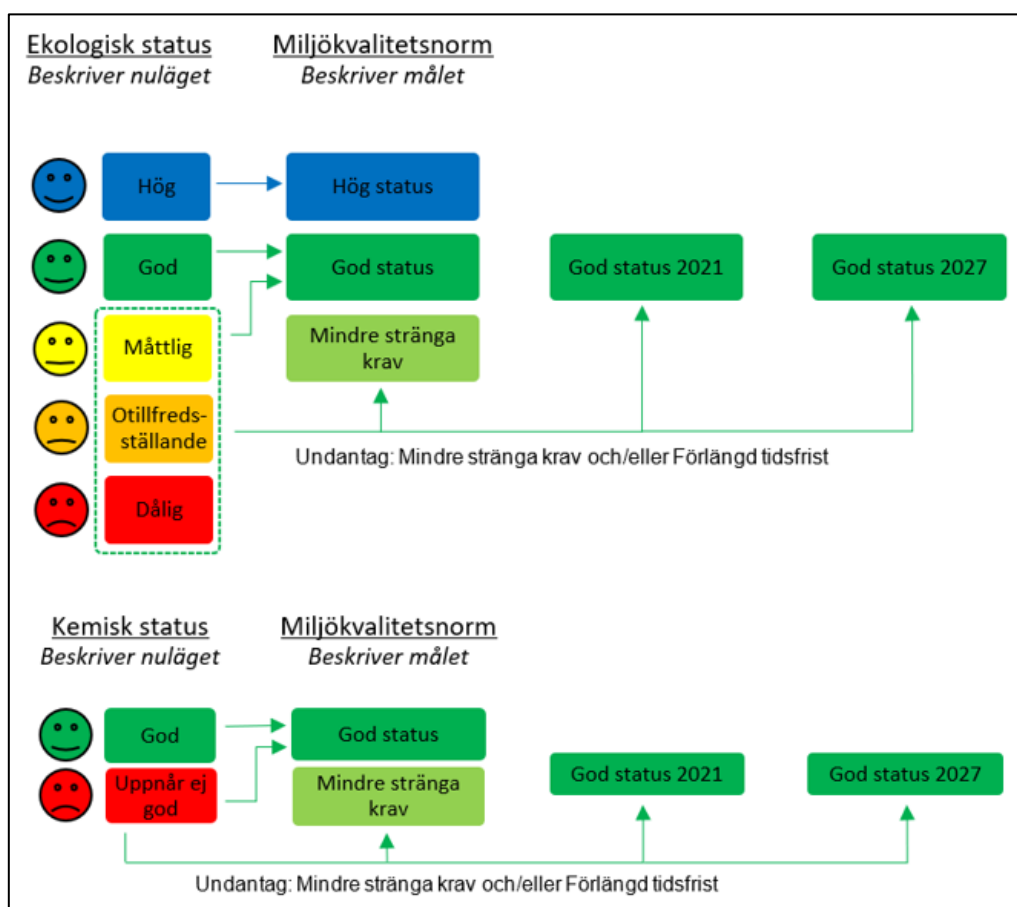 Ekologisk status
Beskriver nuläget
Miljökvalitetsnorm
Beskriver målet
Hög
Hög status
God
God status
God status 2021
God status 2027
Måttlig
Mindre stränga
krav
Otillfreds-
ställande
Undantag: Mindre stränga krav och/eller Förlängd tidsfrist
Dålig
Kemisk status
Beskriver nuläget
Miljökvalitetsnorm
Beskriver målet
God
God status
Uppnår ej
god
Mindre stränga
krav
God status 2021
God status 2027
Undantag: Mindre stränga krav och/eller Förlängd tidsfrist